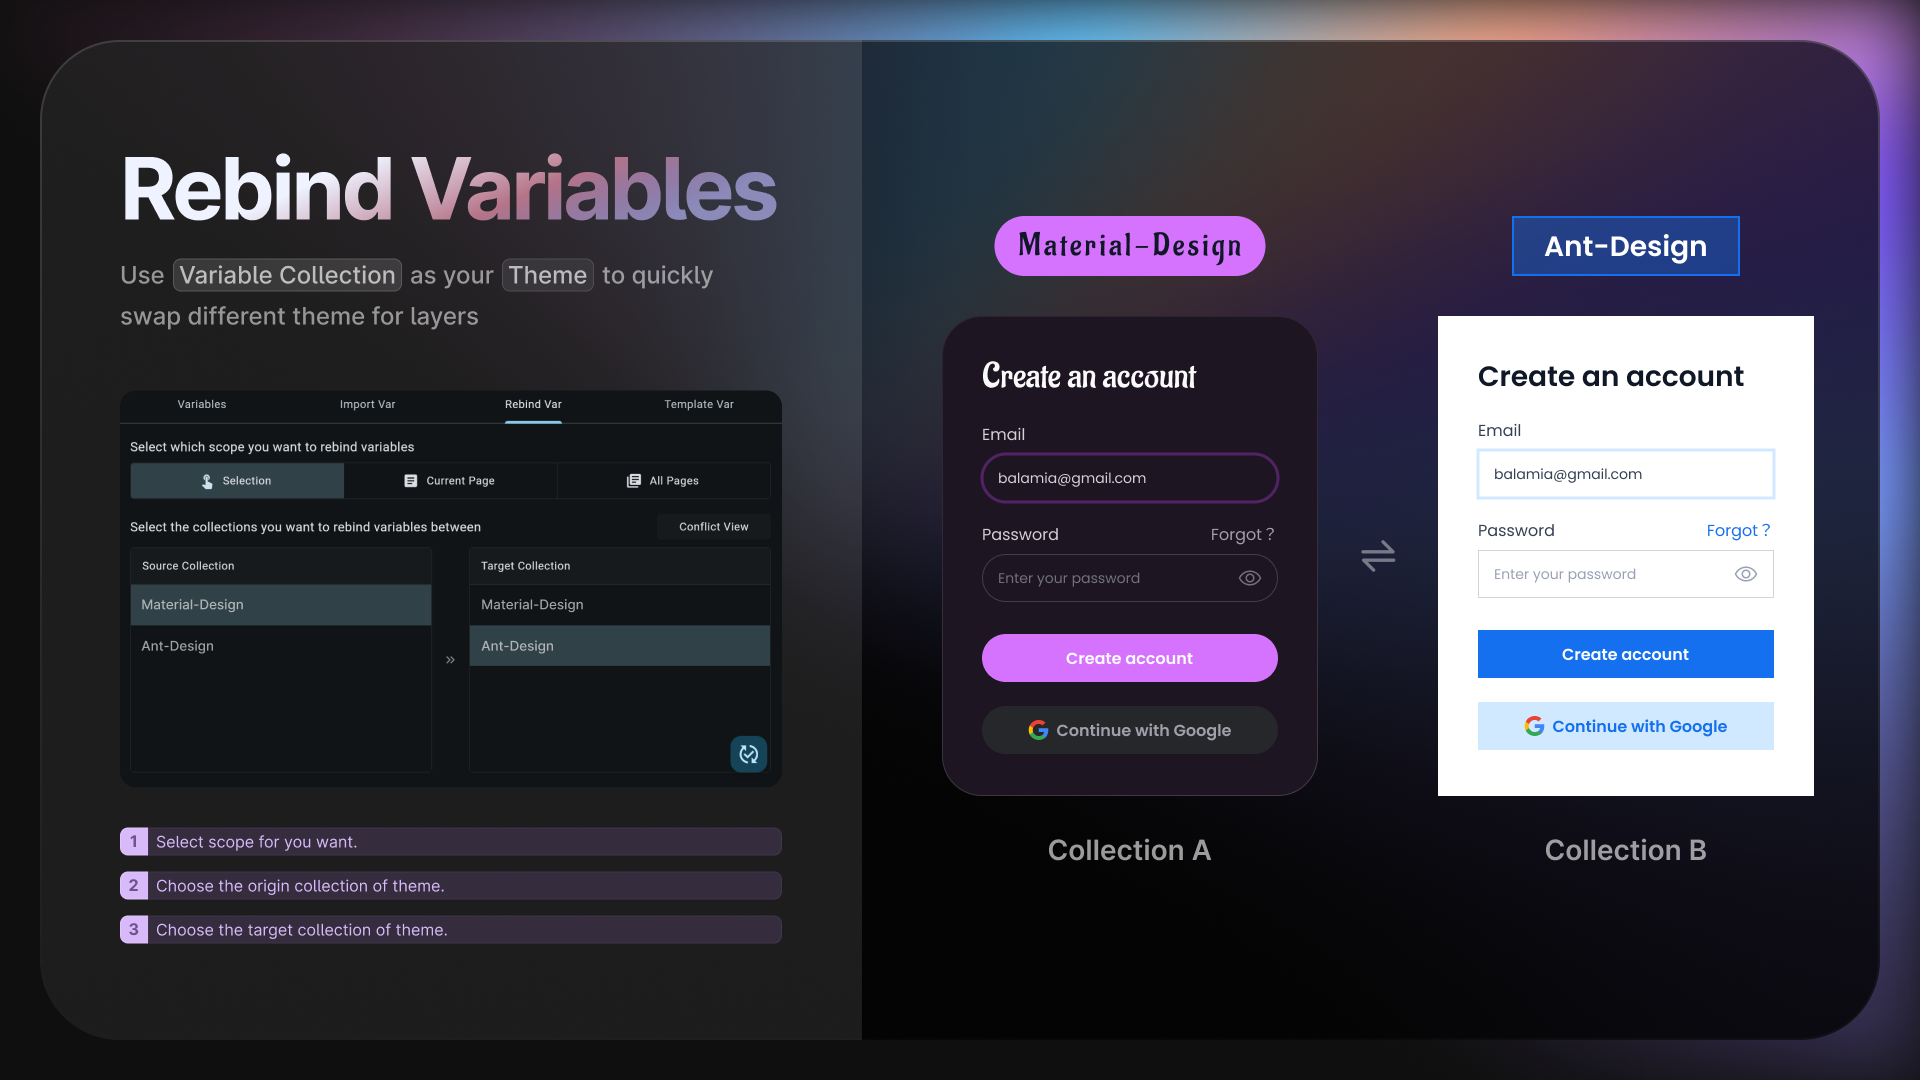 Rebind Variables
Use Variable Collection as your Theme to quickly
swap different theme for layers
Variables Import Var Rebind Var Template Var
Select which scope you want to rebind variables
Selection Current Page All Pages
Select the collections you want to rebind variables between Conflict View
Source Collection
Material-Design
Ant-Design
»
Target Collection
Material-Design
Ant-Design
1 Select scope for you want.
2 Choose the origin collection of theme.
3 Choose the target collection of theme.
Material-Design
Create an account
Email
balamia@gmail.com
Password Forgot ?
Enter your password
Create account
Continue with Google
Collection A
Ant-Design
Create an account
Email
balamia@gmail.com
Password Forgot ?
Enter your password
Create account
Continue with Google
Collection B